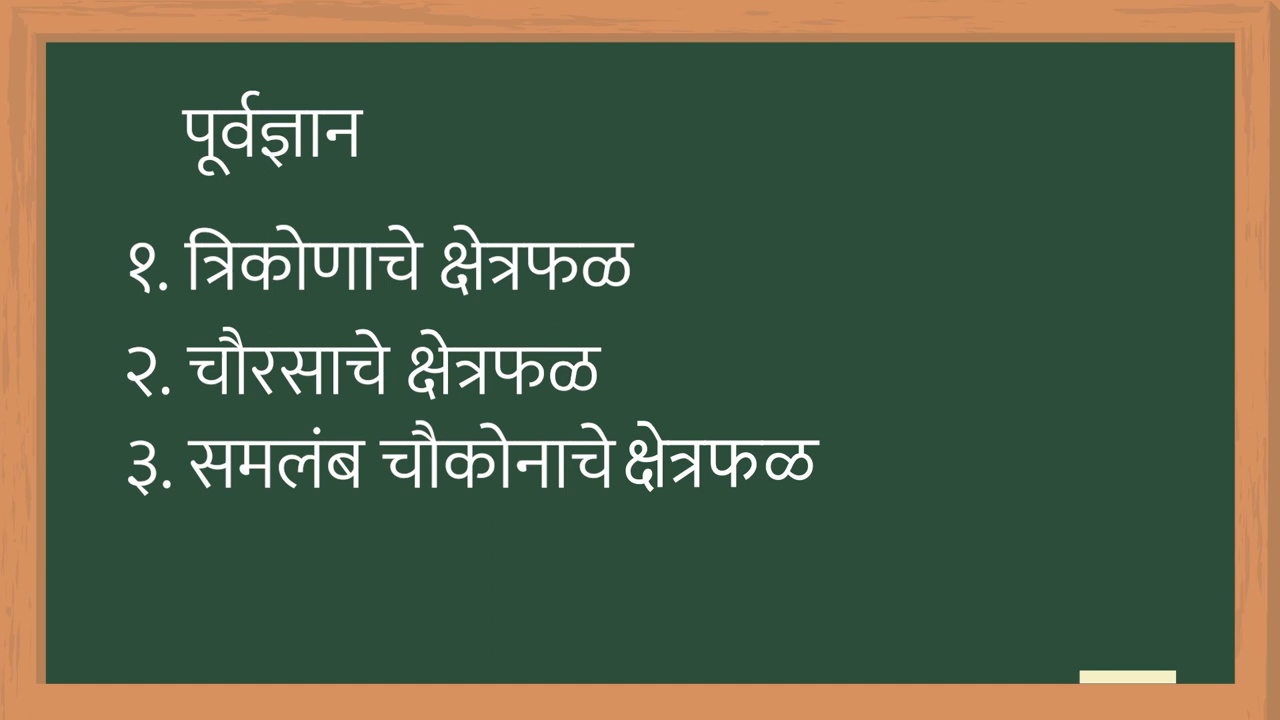 पूर्वज्ञान
१. त्रिकोणाचे क्षेत्रफळ
२. चौरसाचे क्षेत्रफळ
३. समलंब चौकोनाचे क्षेत्रफळ